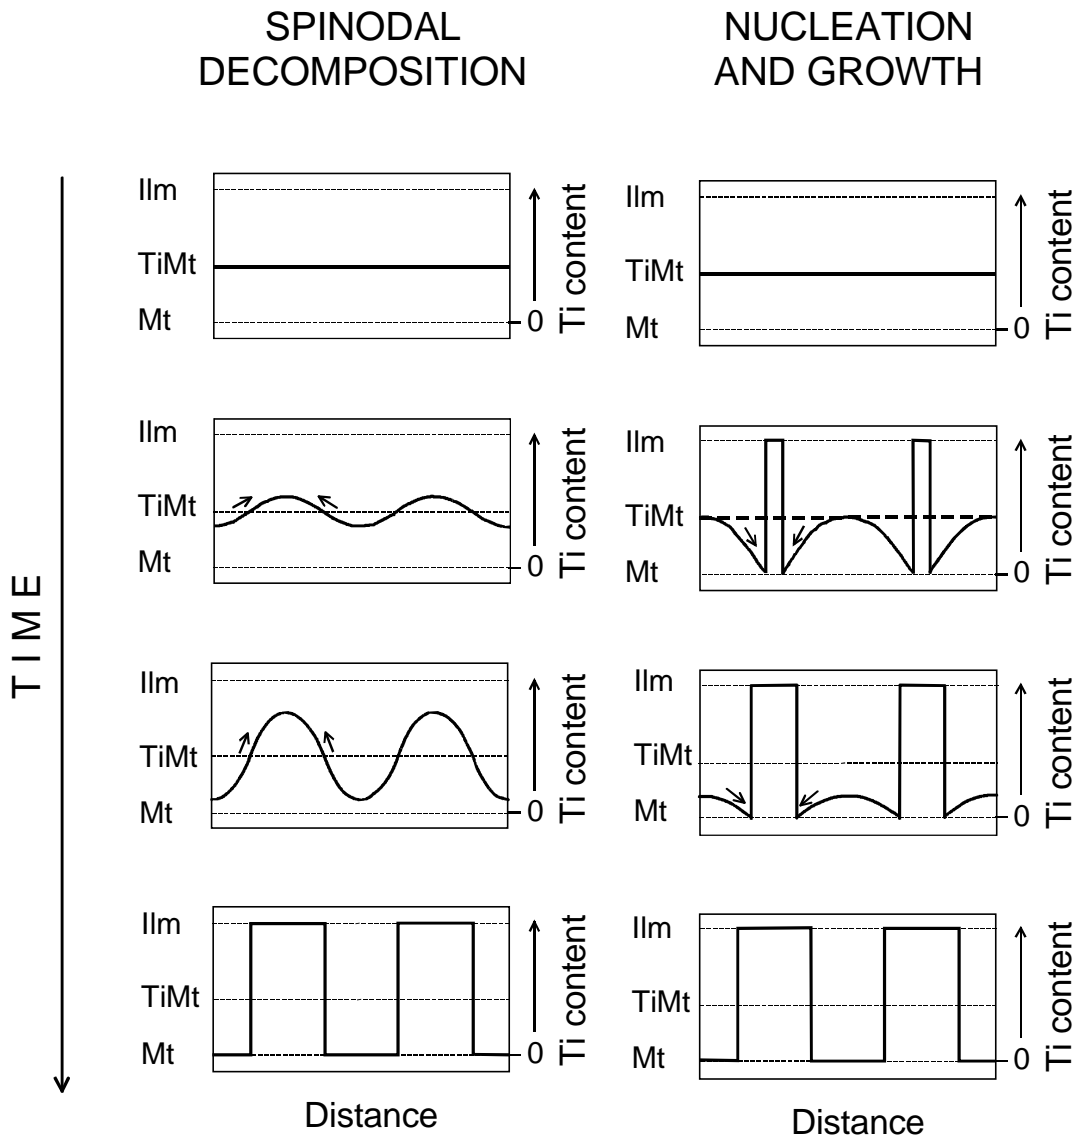 SPINODAL
DECOMPOSITION
NUCLEATION
AND GROWTH
TIME
Ilm
TiMt
Mt
0
Ti content
Ilm
TiMt
Mt
0
Ti content
Ilm
TiMt
Mt
0
Ti content
Ilm
TiMt
Mt
0
Ti content
Ilm
TiMt
Mt
0
Ti content
Ilm
TiMt
Mt
0
Ti content
Ilm
TiMt
Mt
0
Ti content
Ilm
TiMt
Mt
0
Ti content
Distance
Distance